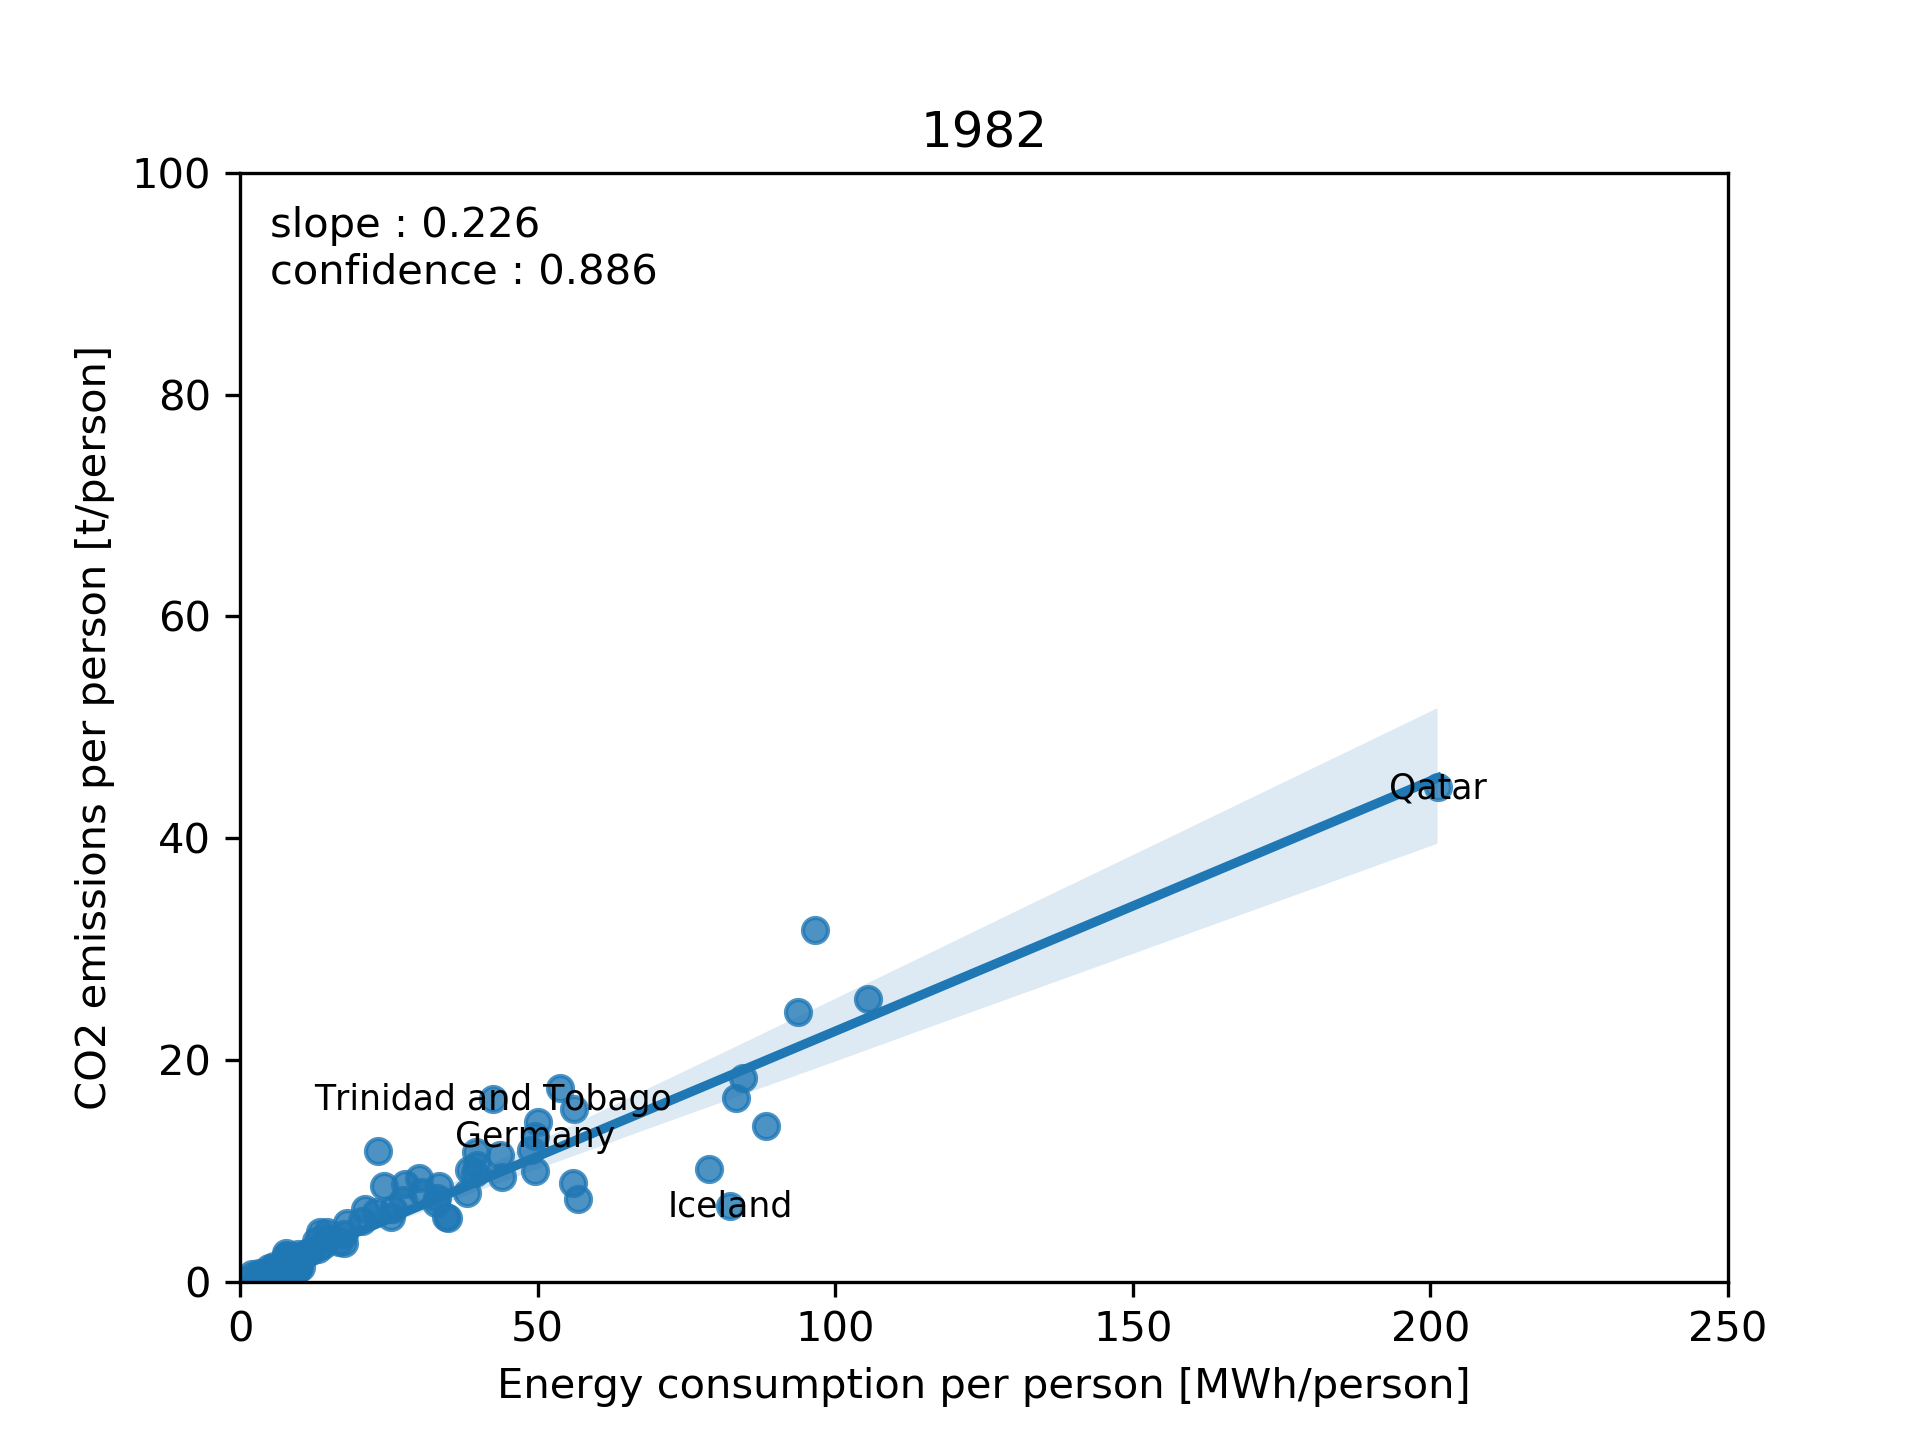 1982
100
80
60
40
20
0
slope : 0.226
confidence : 0.886
CO2 emissions per person [t/person]
Qatar
Trinidad and Tobago
Germany
Iceland
0 50 100 150 200 250
Energy consumption per person [MWh/person]